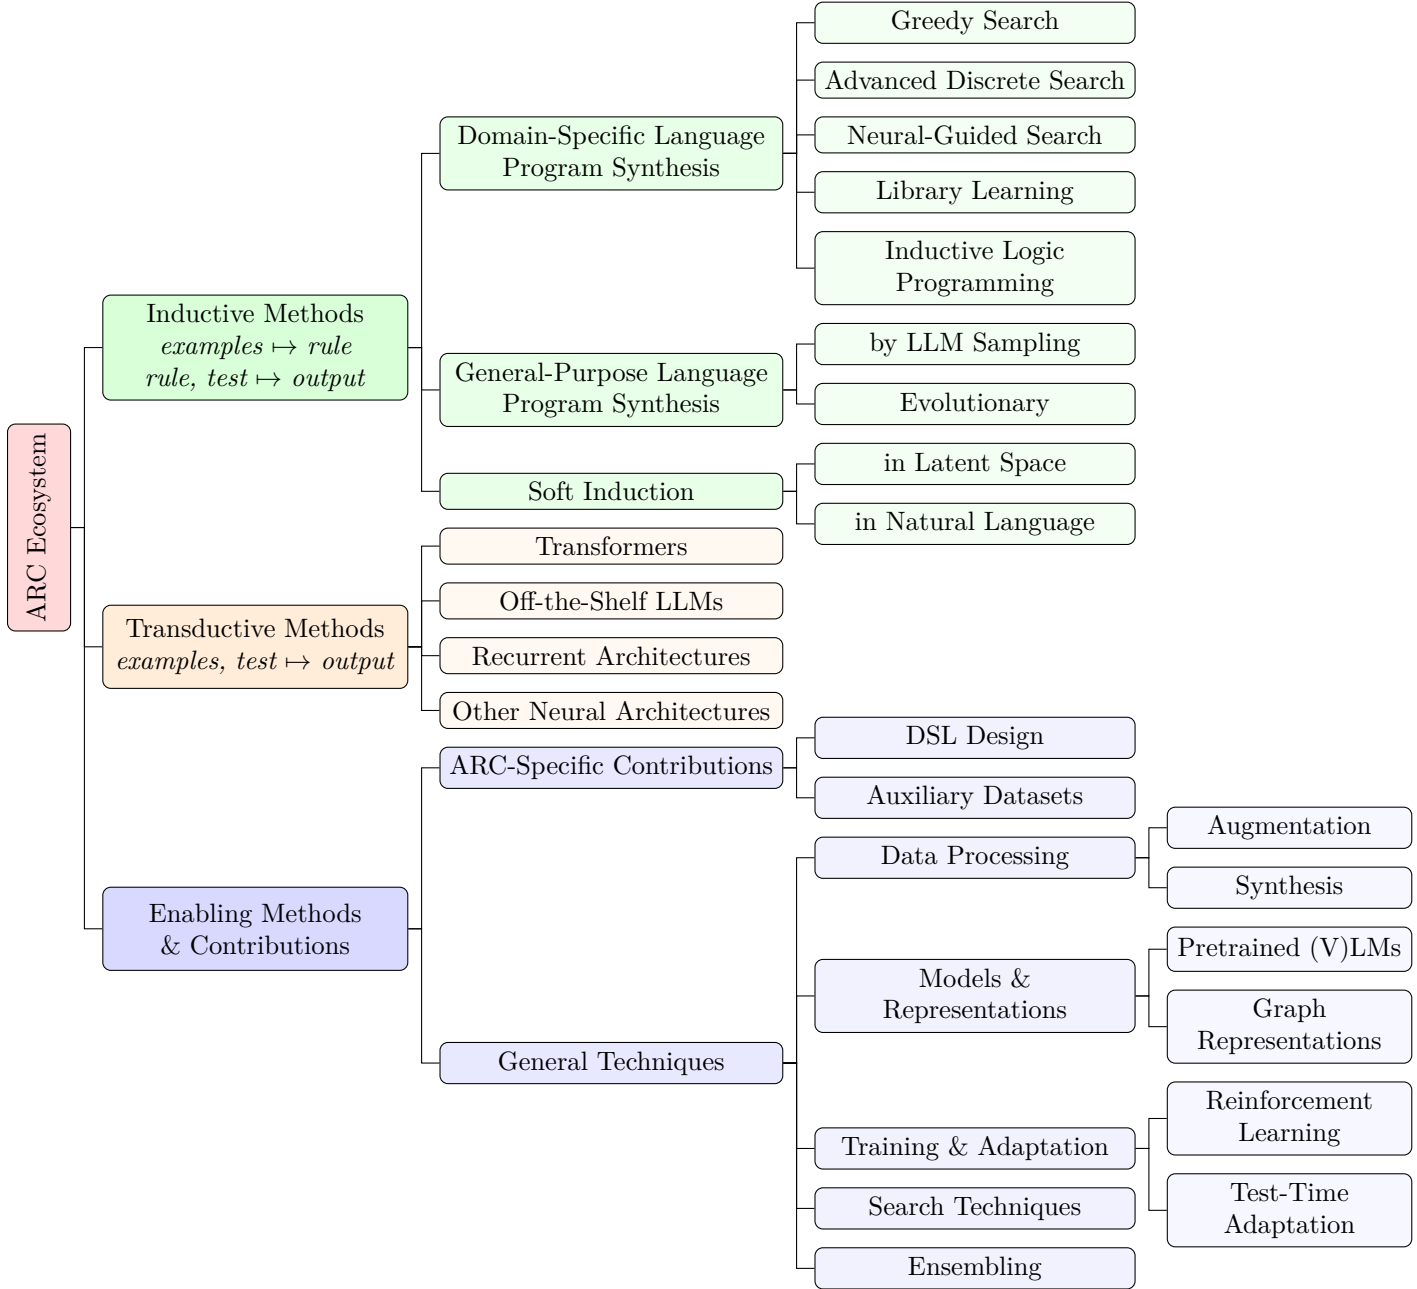 ARC Ecosystem
Inductive Methods
examples ↦ rule
rule, test ↦ output
Domain-Specific Language
Program Synthesis
Greedy Search
Advanced Discrete Search
Neural-Guided Search
Library Learning
Inductive Logic
Programming
General-Purpose Language
Program Synthesis
by LLM Sampling
Evolutionary
Soft Induction
in Latent Space
in Natural Language
Transductive Methods
examples, test ↦ output
Transformers
Off-the-Shelf LLMs
Recurrent Architectures
Other Neural Architectures
Enabling Methods
& Contributions
ARC-Specific Contributions
DSL Design
Auxiliary Datasets
General Techniques
Data Processing
Augmentation
Synthesis
Models &
Representations
Pretrained (V)LMs
Graph
Representations
Training & Adaptation
Reinforcement
Learning
Test-Time
Adaptation
Search Techniques
Ensembling